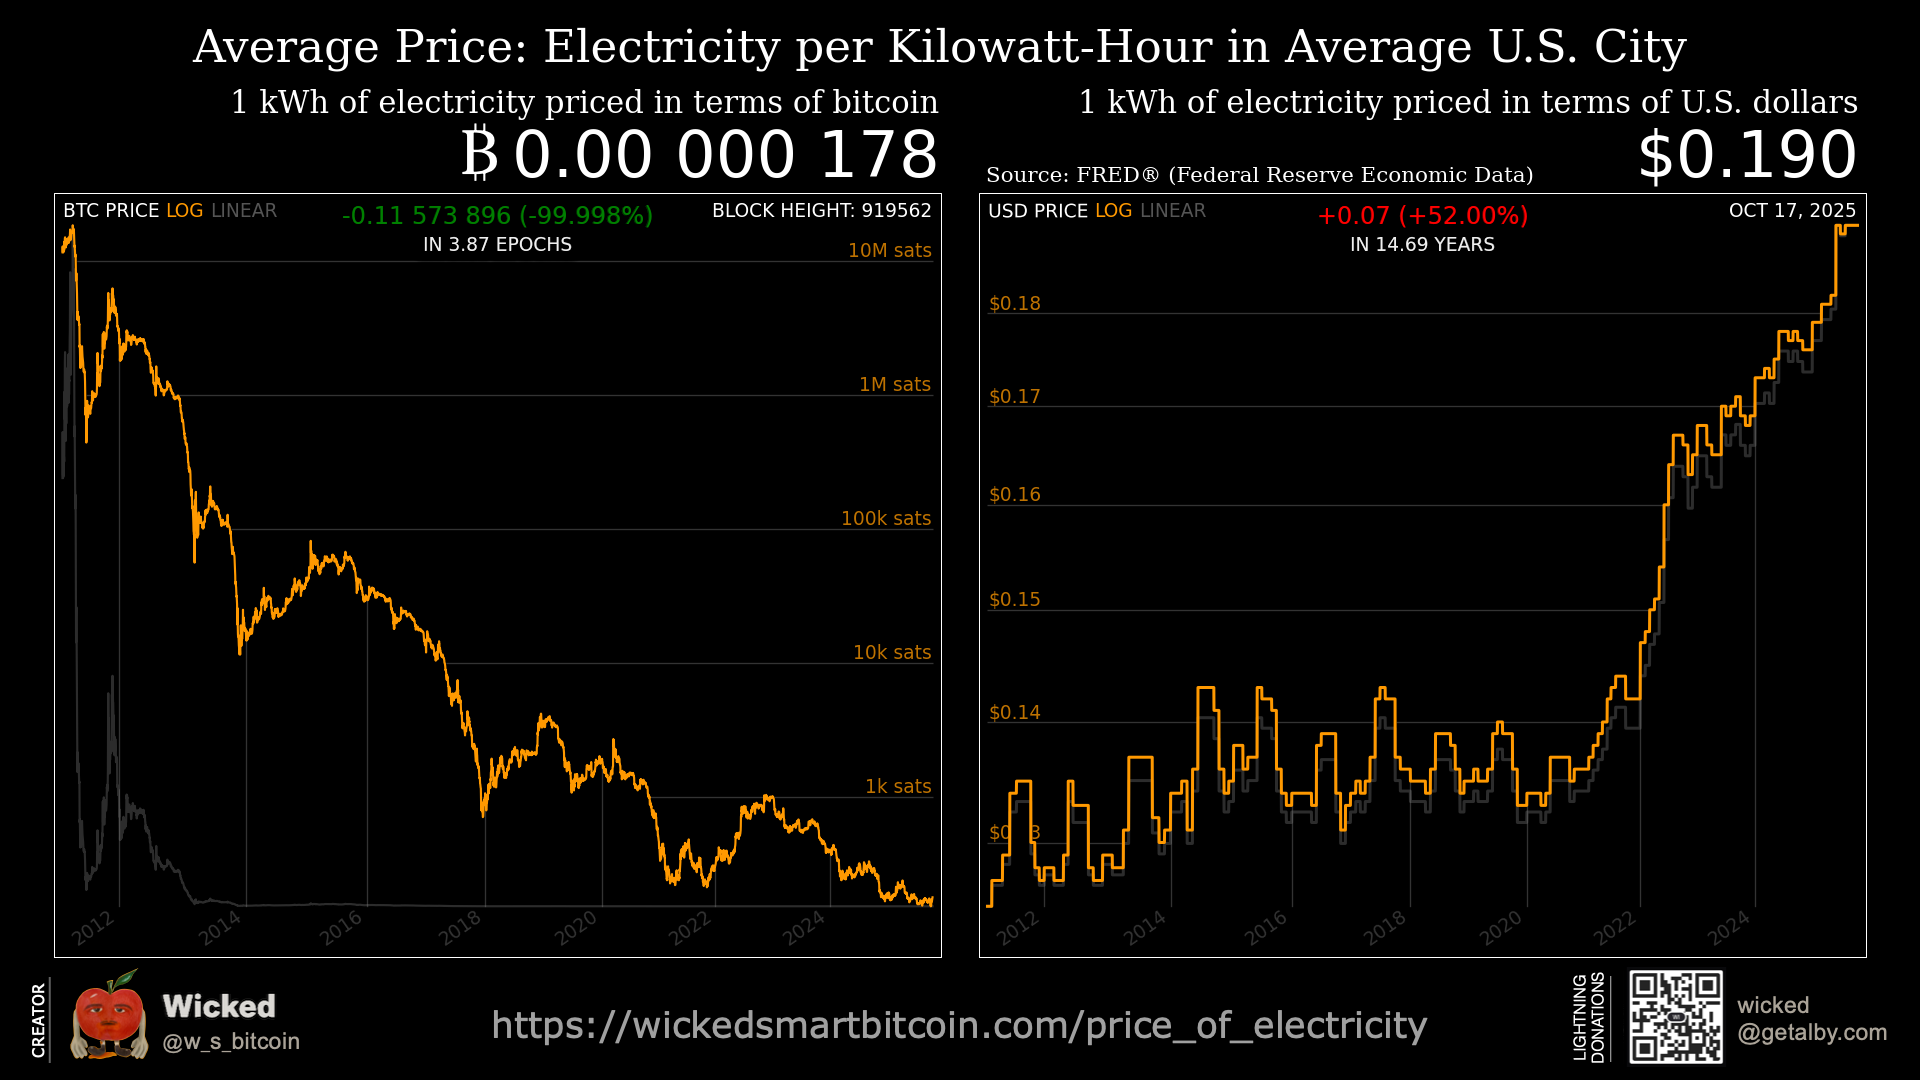 Average Price: Electricity per Kilowatt-Hour in Average U.S. City
1 kWh of electricity priced in terms of bitcoin
₿ 0.00 000 178
1 kWh of electricity priced in terms of U.S. dollars
Source: FRED® (Federal Reserve Economic Data)
$0.190
BTC PRICE LOG LINEAR
-0.11 573 896 (-99.998%)
IN 3.87 EPOCHS
BLOCK HEIGHT: 919562
10M sats
1M sats
100k sats
10k sats
1k sats
2012
2014
2016
2018
2020
2022
2024
USD PRICE LOG LINEAR
+0.07 (+52.00%)
IN 14.69 YEARS
OCT 17, 2025
$0.18
$0.17
$0.16
$0.15
$0.14
$0.13
2012
2014
2016
2018
2020
2022
2024
CREATOR
Wicked
@w_s_bitcoin
https://wickedsmartbitcoin.com/price_of_electricity
LIGHTNING
DONATIONS
wicked
@getalby.com